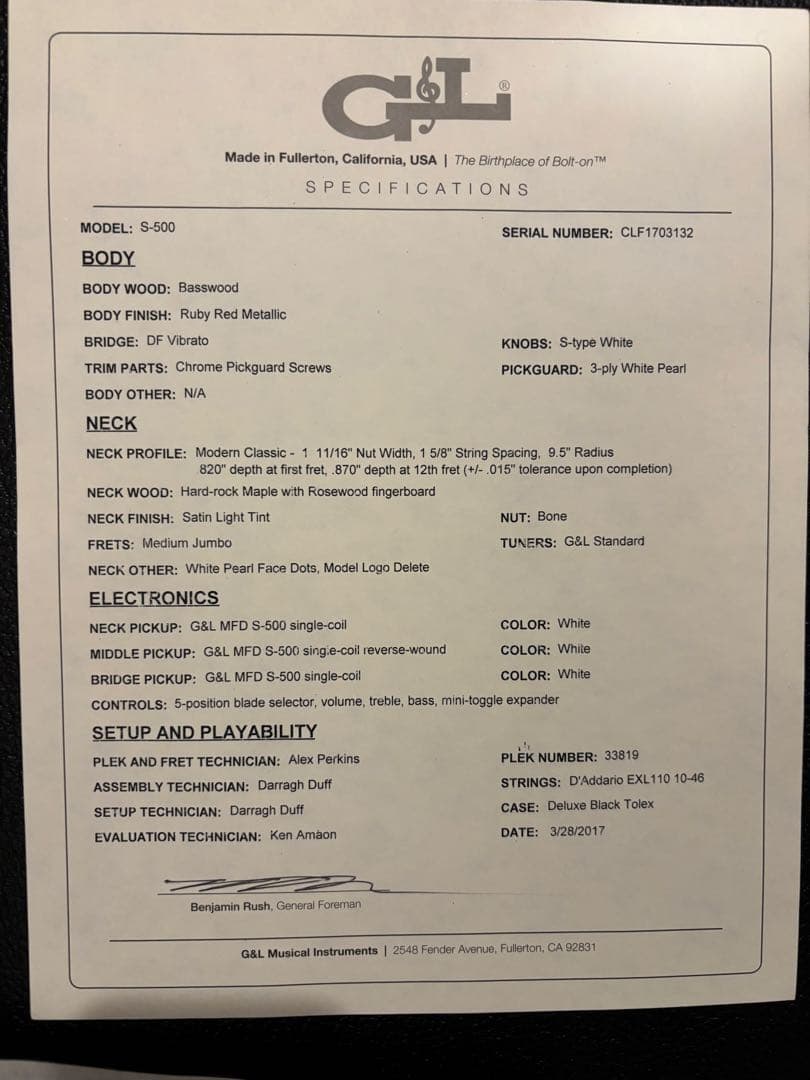 G&L®
Made in Fullerton, California, USA | The Birthplace of Bolt-on™
SPECIFICATIONS
MODEL: S-500 SERIAL NUMBER: CLF1703132
BODY
BODY WOOD: Basswood
BODY FINISH: Ruby Red Metallic
BRIDGE: DF Vibrato KNOBS: S-type White
TRIM PARTS: Chrome Pickguard Screws PICKGUARD: 3-ply White Pearl
BODY OTHER: N/A
NECK
NECK PROFILE: Modern Classic - 1 11/16" Nut Width, 1 5/8" String Spacing, 9.5" Radius
820" depth at first fret, .870" depth at 12th fret (+/- .015" tolerance upon completion)
NECK WOOD: Hard-rock Maple with Rosewood fingerboard
NECK FINISH: Satin Light Tint NUT: Bone
FRETS: Medium Jumbo TUNERS: G&L Standard
NECK OTHER: White Pearl Face Dots, Model Logo Delete
ELECTRONICS
NECK PICKUP: G&L MFD S-500 single-coil COLOR: White
MIDDLE PICKUP: G&L MFD S-500 single-coil reverse-wound COLOR: White
BRIDGE PICKUP: G&L MFD S-500 single-coil COLOR: White
CONTROLS: 5-position blade selector, volume, treble, bass, mini-toggle expander
SETUP AND PLAYABILITY
PLEK AND FRET TECHNICIAN: Alex Perkins PLEK NUMBER: 33819
ASSEMBLY TECHNICIAN: Darragh Duff STRINGS: D'Addario EXL110 10-46
SETUP TECHNICIAN: Darragh Duff CASE: Deluxe Black Tolex
EVALUATION TECHNICIAN: Ken Amaon DATE: 3/28/2017
Benjamin Rush, General Foreman
G&L Musical Instruments | 2548 Fender Avenue, Fullerton, CA 92831